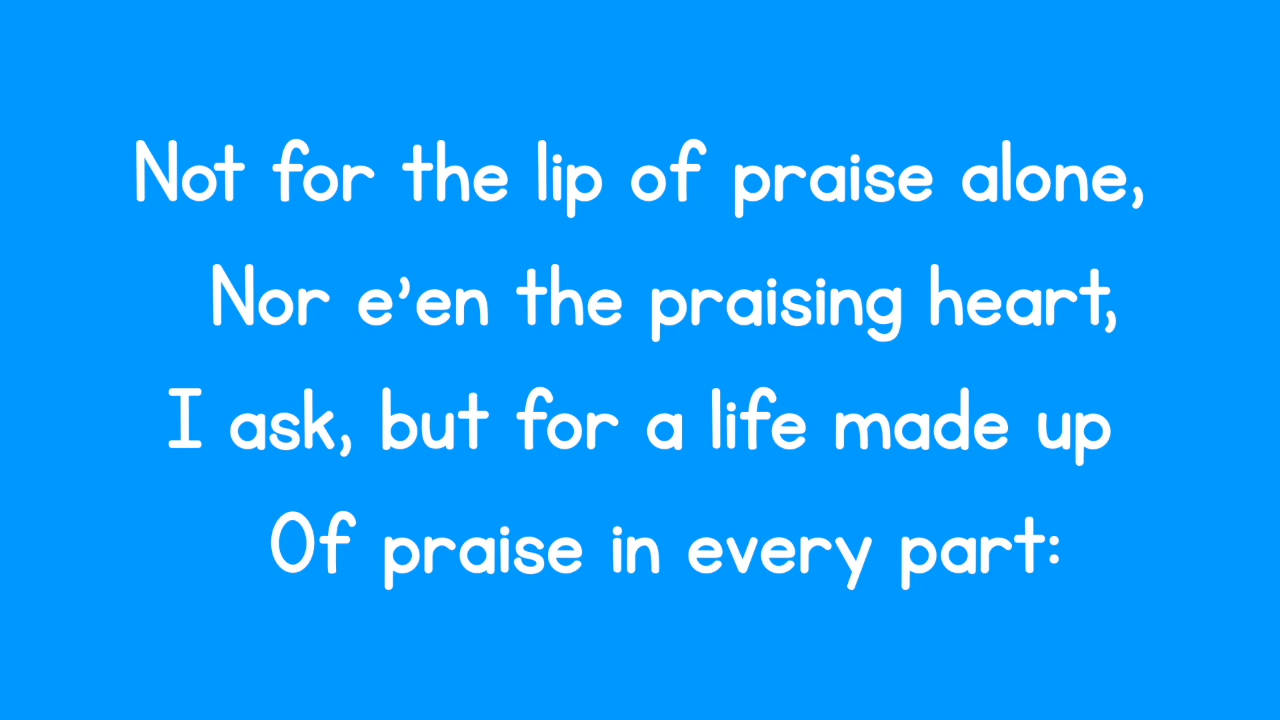 Not for the lip of praise alone,
Nor e’en the praising heart,
I ask, but for a life made up
Of praise in every part: